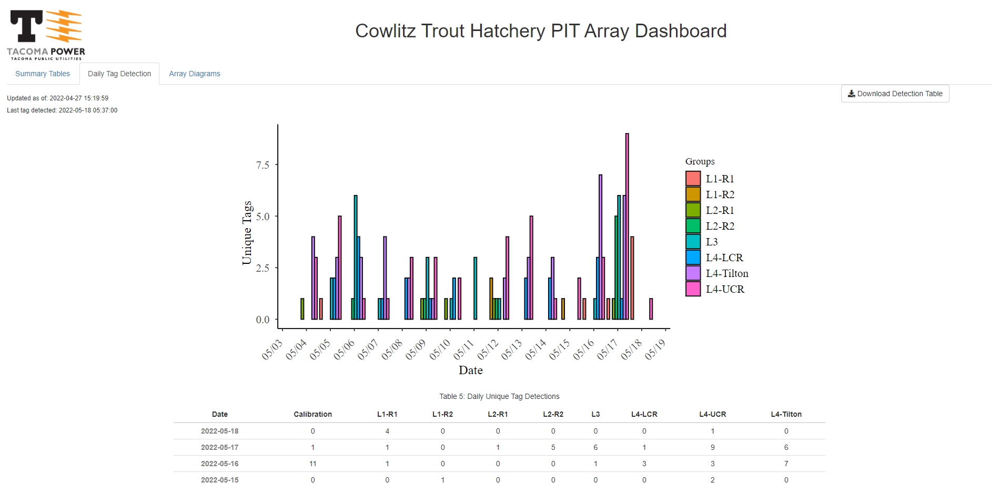 TACOMA POWER
TACOMA PUBLIC UTILITIES
Cowlitz Trout Hatchery PIT Array Dashboard
Summary Tables Daily Tag Detection Array Diagrams
Updated as of: 2022-04-27 15:19:59
Last tag detected: 2022-05-18 05:37:00
Download Detection Table
Unique Tags
7.5
5.0
2.5
0.0
05/03 05/04 05/05 05/06 05/07 05/08 05/09 05/10 05/11 05/12 05/13 05/14 05/15 05/16 05/17 05/18 05/19
Date
Groups
L1-R1
L1-R2
L2-R1
L2-R2
L3
L4-LCR
L4-Tilton
L4-UCR
Table 5: Daily Unique Tag Detections
Date Calibration L1-R1 L1-R2 L2-R1 L2-R2 L3 L4-LCR L4-UCR L4-Tilton
2022-05-18 0 4 0 0 0 0 0 1 0
2022-05-17 1 1 0 1 5 6 1 9 6
2022-05-16 11 1 0 0 0 1 3 3 7
2022-05-15 0 0 1 0 0 0 0 2 0